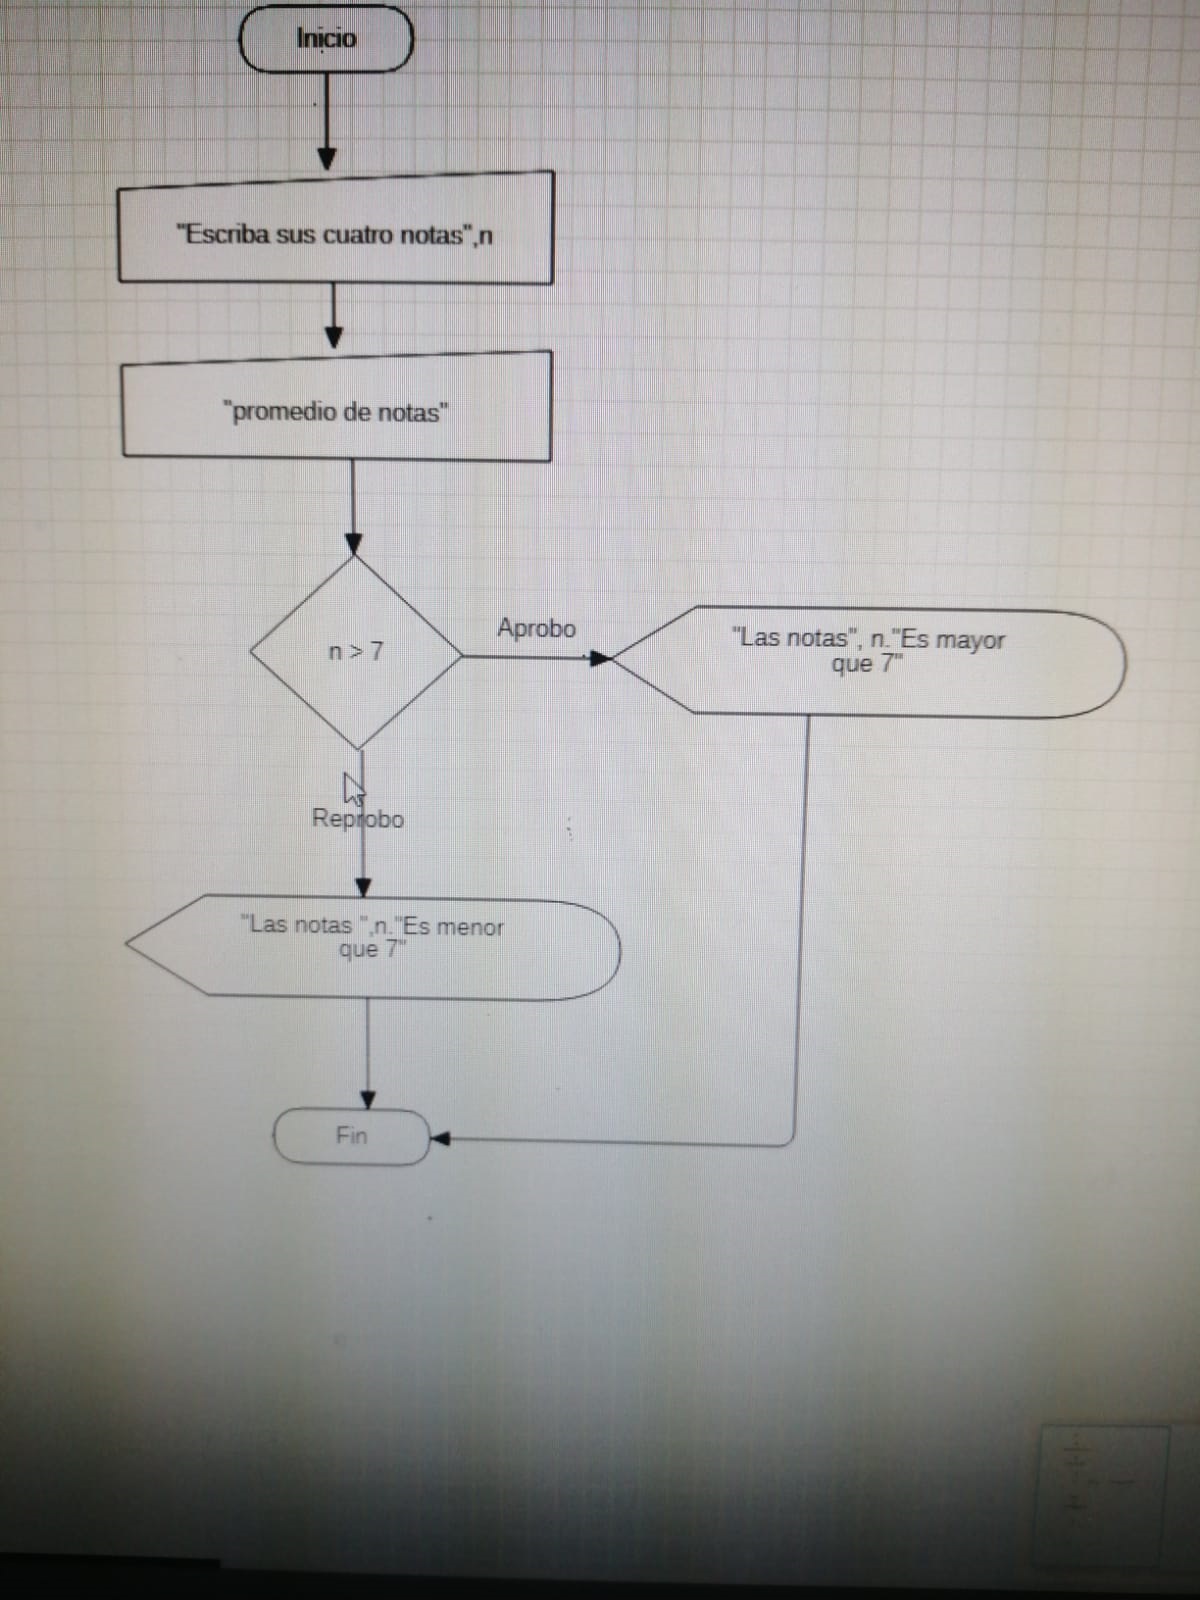 Inicio
"Escriba sus cuatro notas",n
"promedio de notas"
n > 7
Aprobo
"Las notas", n."Es mayor
que 7"
Reprobo
"Las notas ",n."Es menor
que 7"
Fin